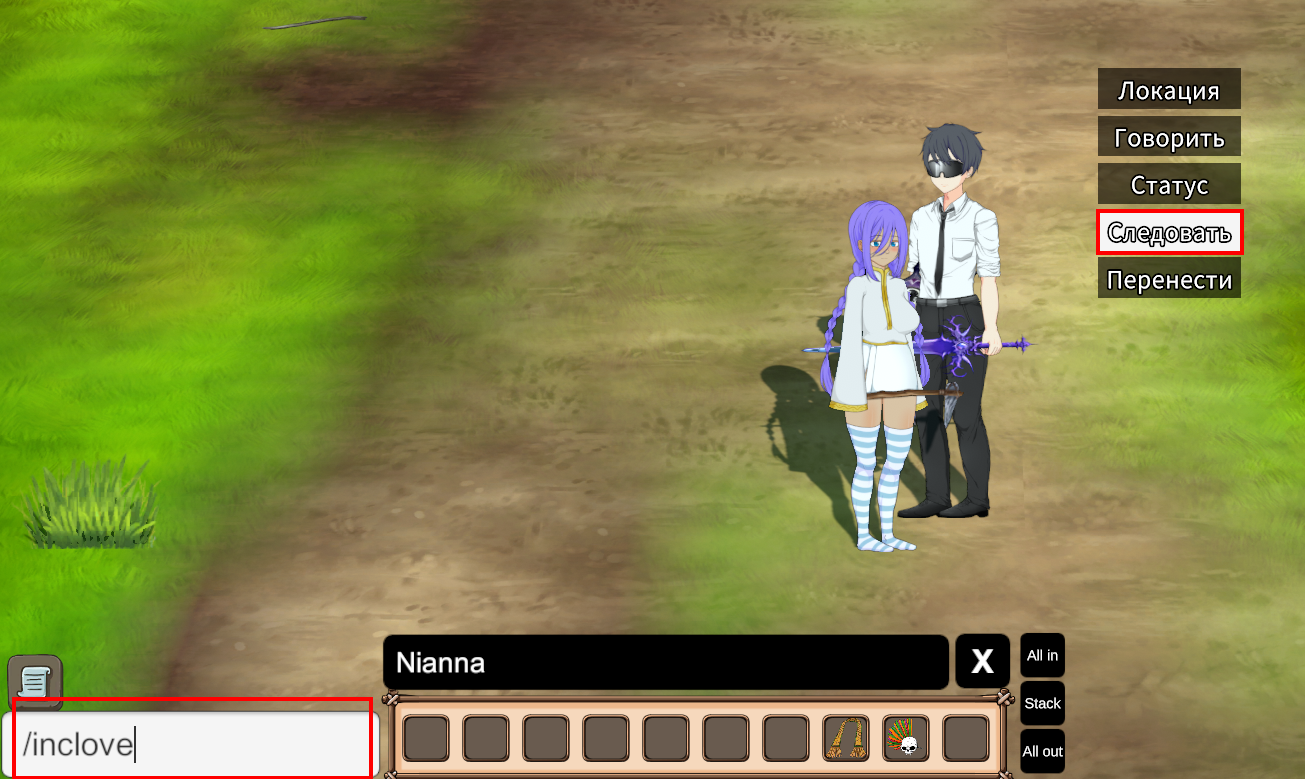 Локация
Говорить
Статус
Следовать
Перенести
Nianna
X
All in
Stack
All out
/inclove